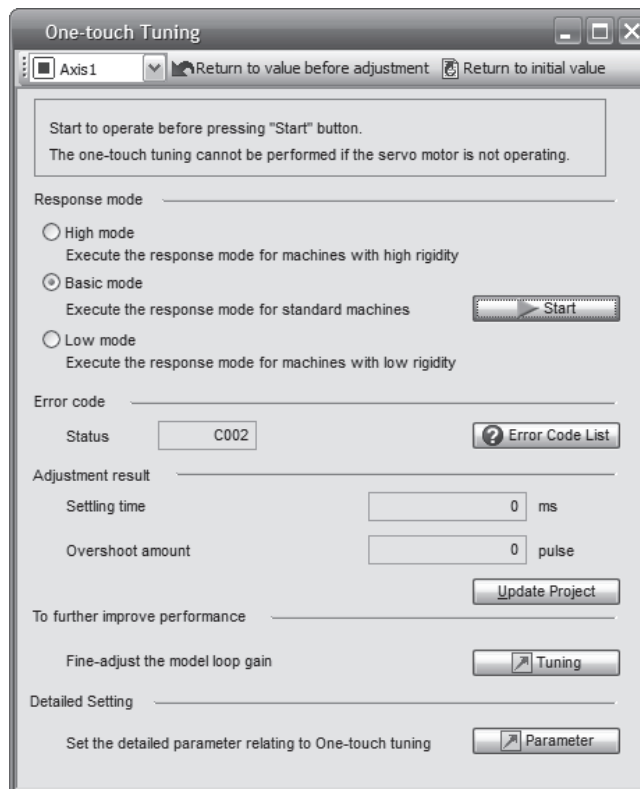 One-touch Tuning
Axis1 Return to value before adjustment Return to initial value
Start to operate before pressing "Start" button.
The one-touch tuning cannot be performed if the servo motor is not operating.
Response mode
High mode
Execute the response mode for machines with high rigidity
Basic mode
Execute the response mode for standard machines Start
Low mode
Execute the response mode for machines with low rigidity
Error code
Status C002 Error Code List
Adjustment result
Settling time 0 ms
Overshoot amount 0 pulse
Update Project
To further improve performance
Fine-adjust the model loop gain Tuning
Detailed Setting
Set the detailed parameter relating to One-touch tuning Parameter